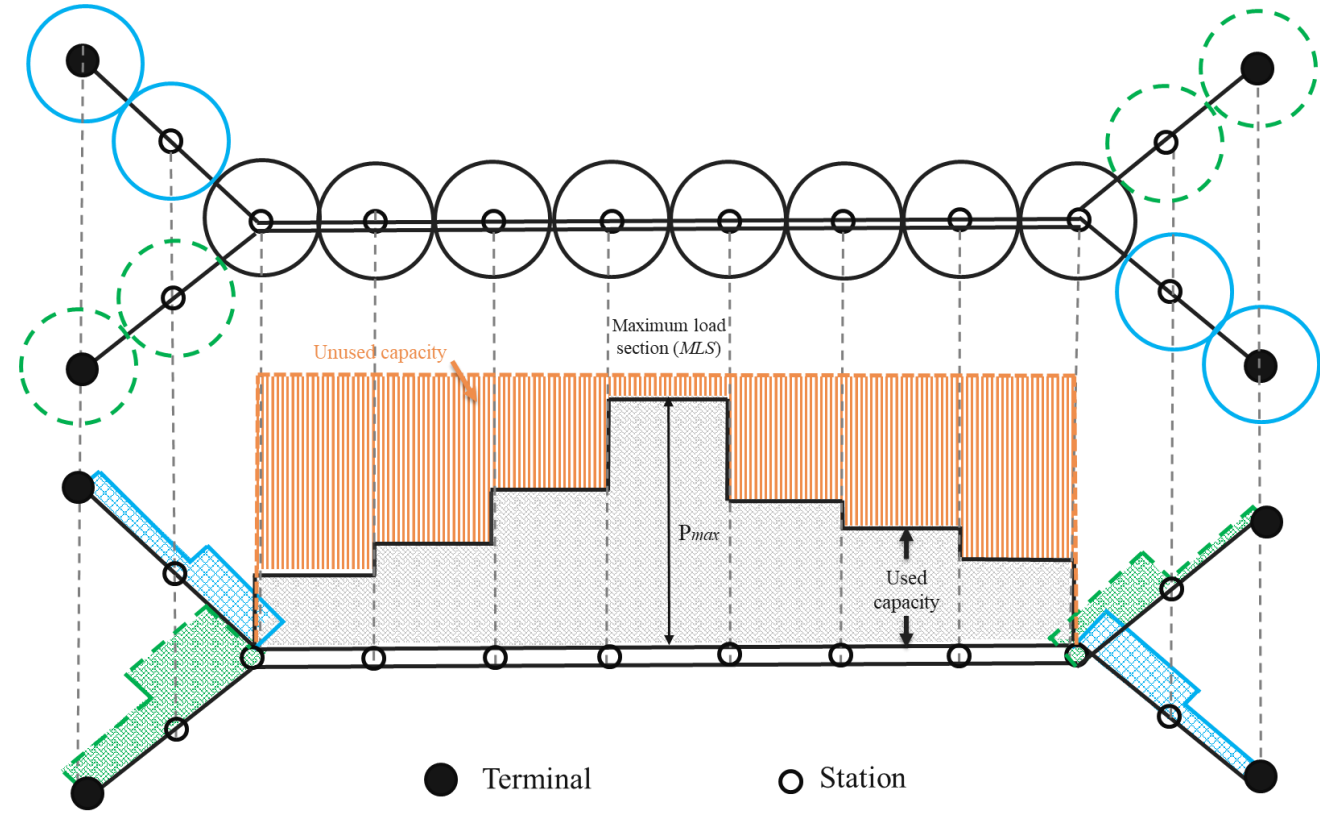 Maximum load
section (MLS)
Unused capacity
Pmax
Used
capacity
Terminal
Station